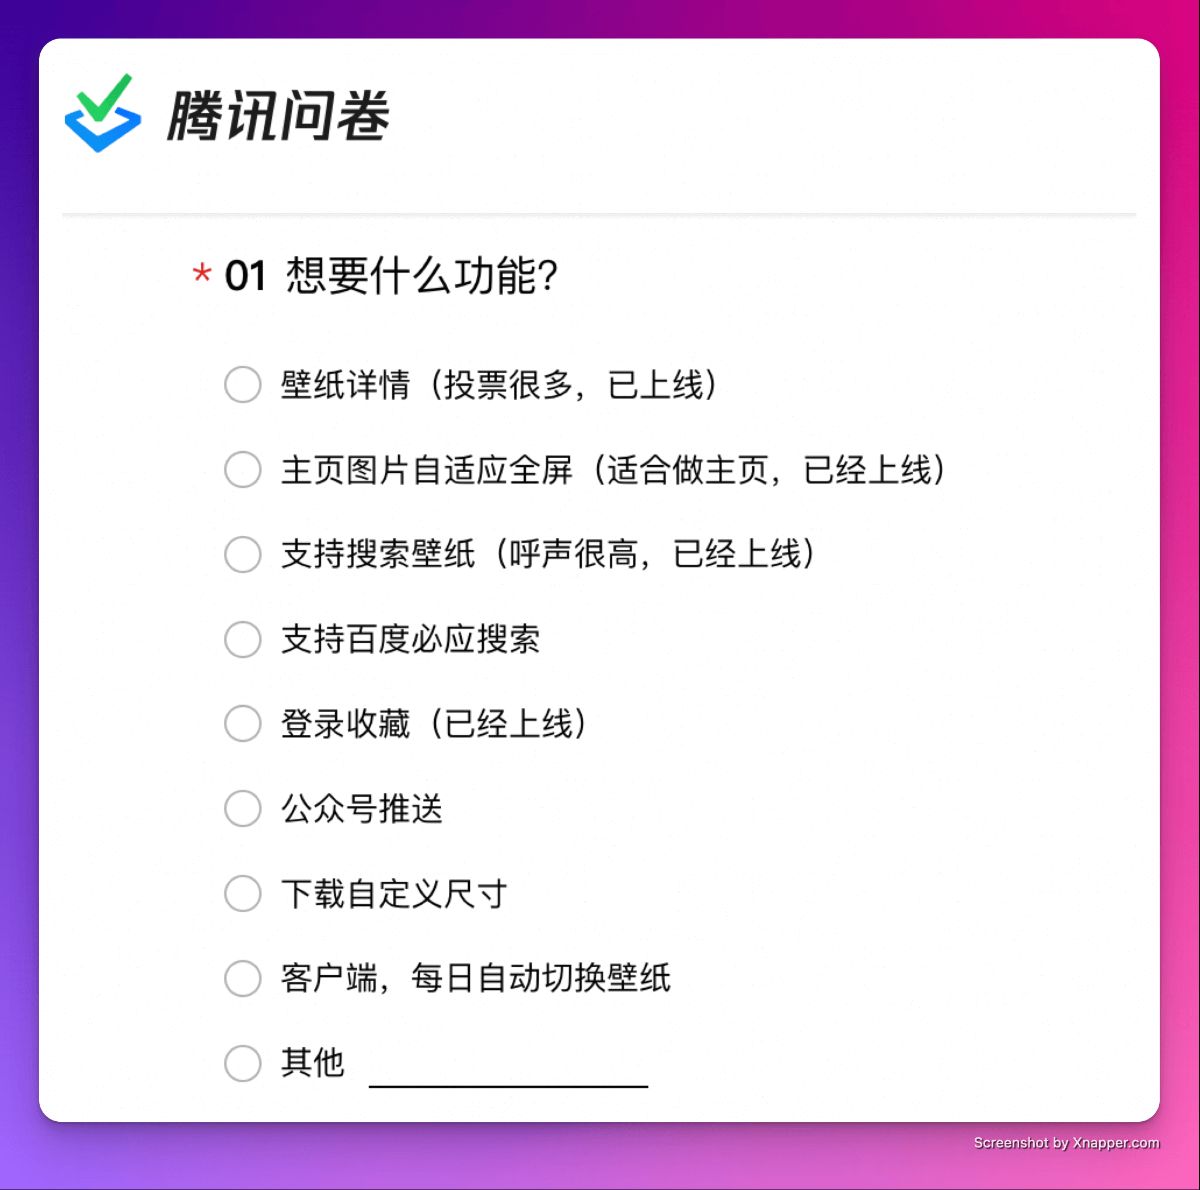 腾讯问卷
* 01 想要什么功能?
壁纸详情（投票很多，已上线）
主页图片自适应全屏（适合做主页，已经上线）
支持搜索壁纸（呼声很高，已经上线）
支持百度必应搜索
登录收藏（已经上线）
公众号推送
下载自定义尺寸
客户端，每日自动切换壁纸
其他
Screenshot by Xnapper.com